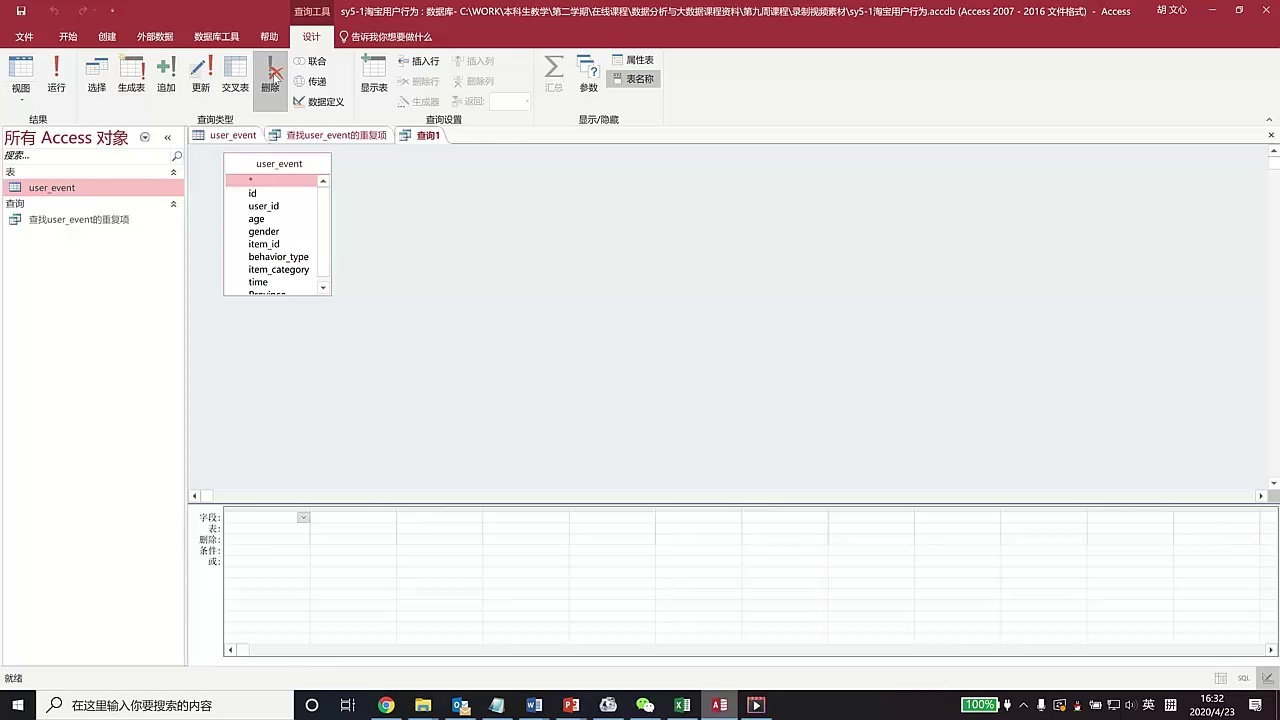 查询工具
sy5-1淘宝用户行为 : 数据库- C:\WORK\本科生教学\第二学期\在线课程\数据分析与大数据课程资料\第九周课程\录制视频素材\sy5-1淘宝用户行为.accdb (Access 2007 - 2016 文件格式) - Access
胡 文心
文件 开始 创建 外部数据 数据库工具 帮助 设计 告诉我你想要做什么
视图 运行 选择 生成表 追加 更新 交叉表 删除
联合
传递
数据定义
显示表
插入行
删除行
生成器
插入列
删除列
返回:
汇总 参数
属性表
表名称
结果 查询类型 查询设置 显示/隐藏
所有 Access 对象
搜索...
表
user_event
查询
查找user_event的重复项
user_event 查找user_event的重复项 查询1
user_event
*
id
user_id
age
gender
item_id
behavior_type
item_category
time
字段:
表:
删除:
条件:
或:
就绪
SQL
在这里输入你要搜索的内容
100%
英
16:32
2020/4/23